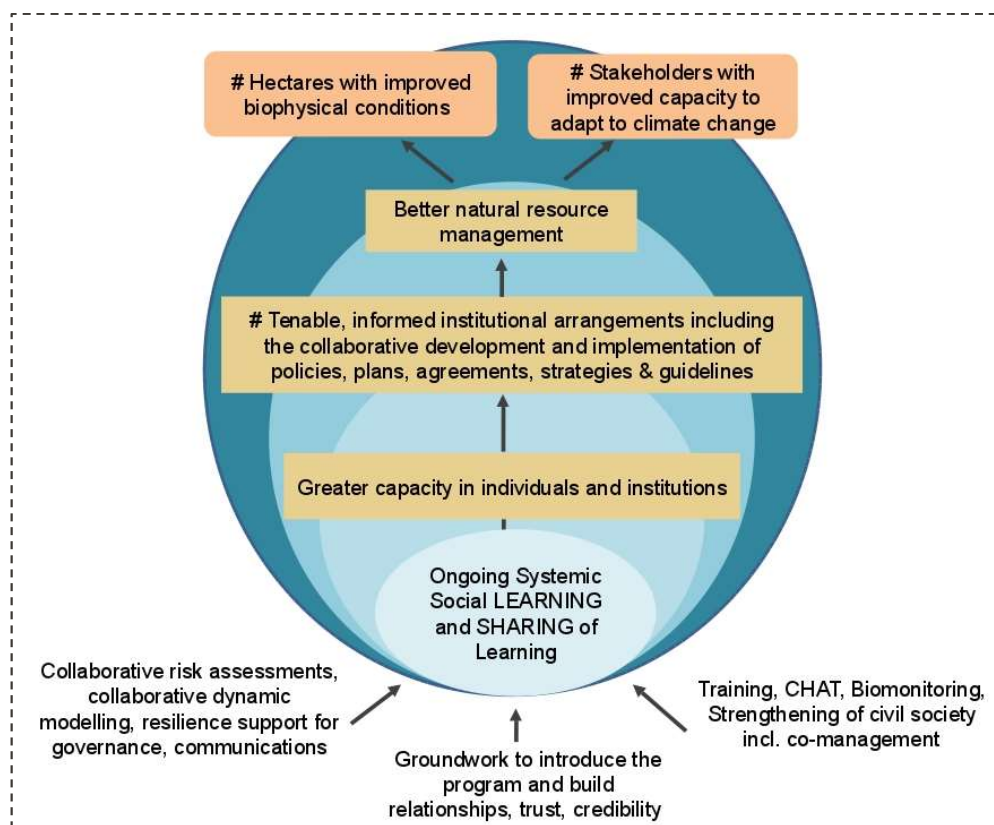 # Hectares with improved
biophysical conditions
# Stakeholders with
improved capacity to
adapt to climate change
Better natural resource
management
# Tenable, informed institutional arrangements including
the collaborative development and implementation of
policies, plans, agreements, strategies & guidelines
Greater capacity in individuals and institutions
Ongoing Systemic
Social LEARNING
and SHARING of
Learning
Collaborative risk assessments,
collaborative dynamic
modelling, resilience support for
governance, communications
Groundwork to introduce the
program and build
relationships, trust, credibility
Training, CHAT, Biomonitoring,
Strengthening of civil society
incl. co-management